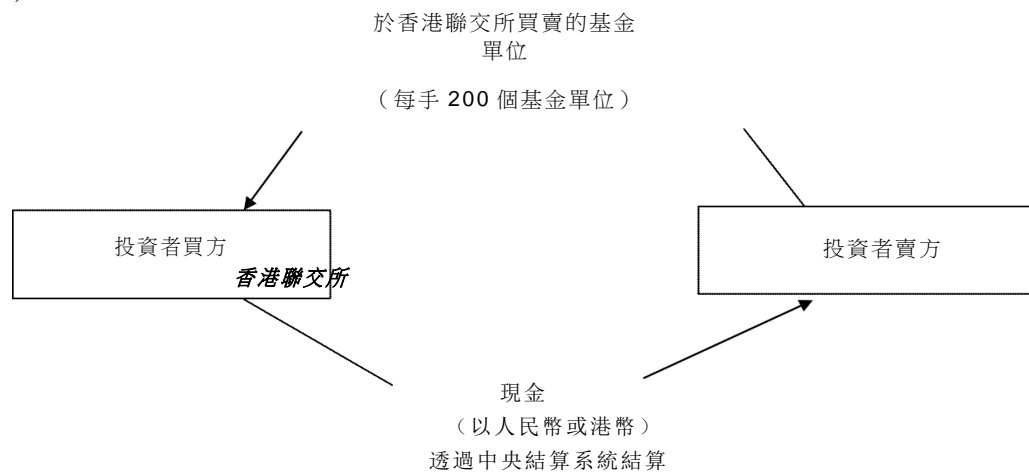 於香港聯交所買賣的基金
單位
（每手 200 個基金單位）
投資者買方
投資者賣方
香港聯交所
現金
（以人民幣或港幣）
透過中央結算系統結算